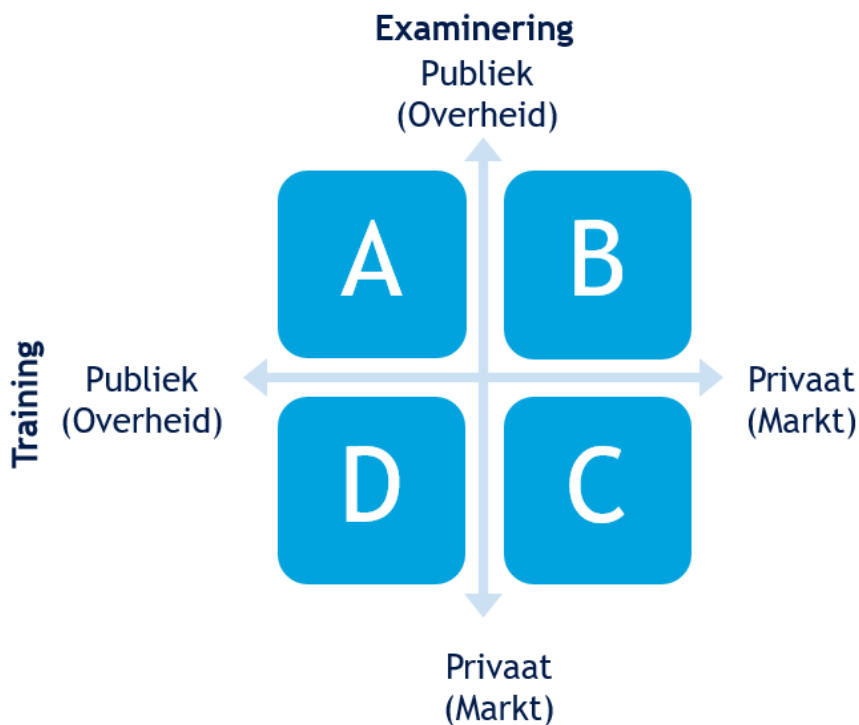 Examinering
Publiek
(Overheid)
A
B
Training
Publiek
(Overheid)
Privaat
(Markt)
D
C
Privaat
(Markt)